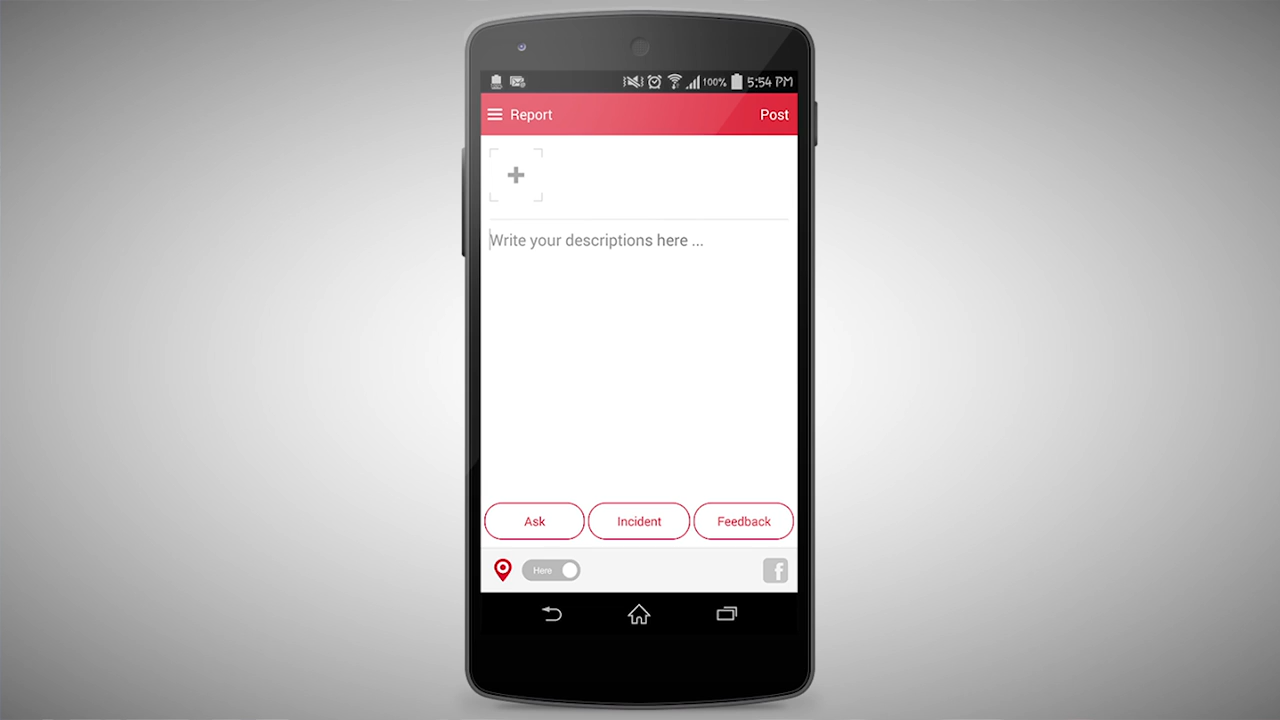 100% 5:54 PM
Report Post
Write your descriptions here ...
Ask Incident Feedback
Here f